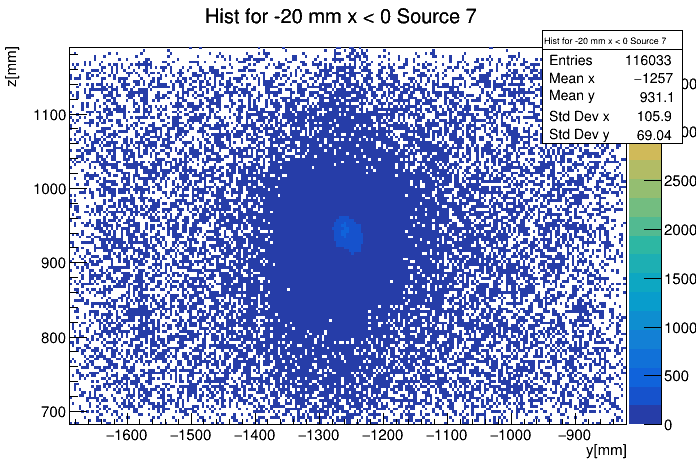 Hist for -20 mm x < 0 Source 7
Hist for -20 mm x < 0 Source 7
Entries 116033
Mean x −1257
Mean y 931.1
Std Dev x 105.9
Std Dev y 69.04
z[mm]
1100
1000
900
800
700
2500
2000
1500
1000
500
0
−1600 −1500 −1400 −1300 −1200 −1100 −1000 −900
y[mm]